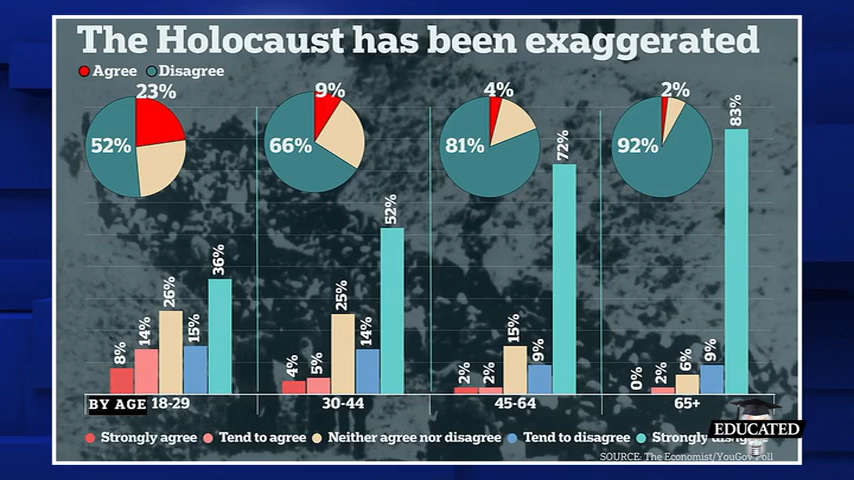 The Holocaust has been exaggerated
Agree Disagree
23% 9% 4% 2%
52% 66% 81% 92%
8% 14% 26% 15% 36%
4% 5% 25% 14% 52%
2% 2% 15% 9% 72%
0% 2% 6% 9% 83%
BY AGE 18-29 30-44 45-64 65+
EDUCATED
Strongly agree Tend to agree Neither agree nor disagree Tend to disagree Strongly
SOURCE: The Economist/YouGov Poll